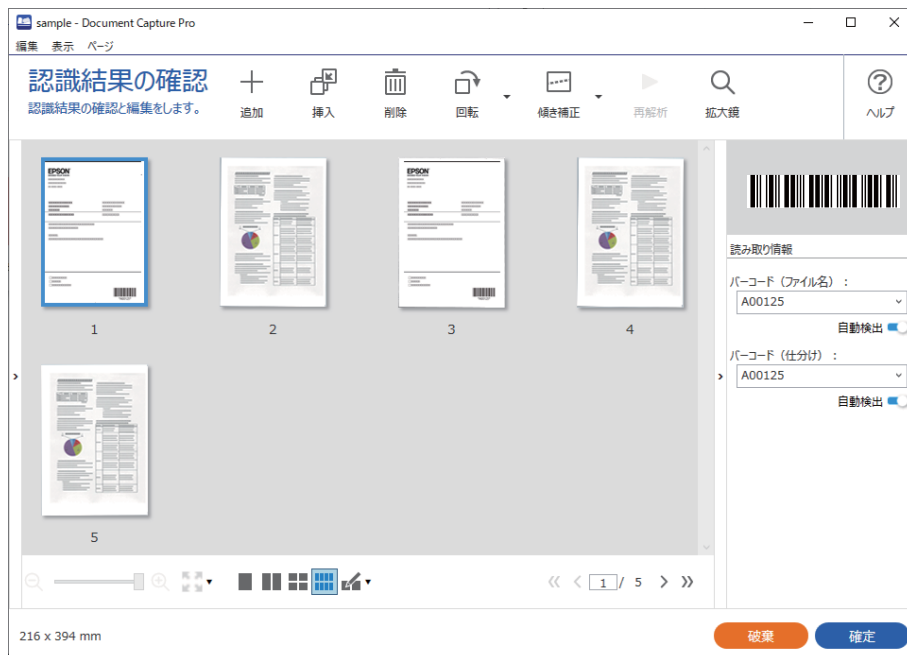 sample - Document Capture Pro
編集 表示 ページ
認識結果の確認
認識結果の確認と編集をします。
追加 挿入 削除 回転 傾き補正 再解析 拡大鏡 ヘルプ
EPSON EPSON
1 2 3 4
読み取り情報
バーコード（ファイル名）：
A00125
自動検出
バーコード（仕分け）：
A00125
自動検出
5
1 / 5
216 x 394 mm
破棄 確定